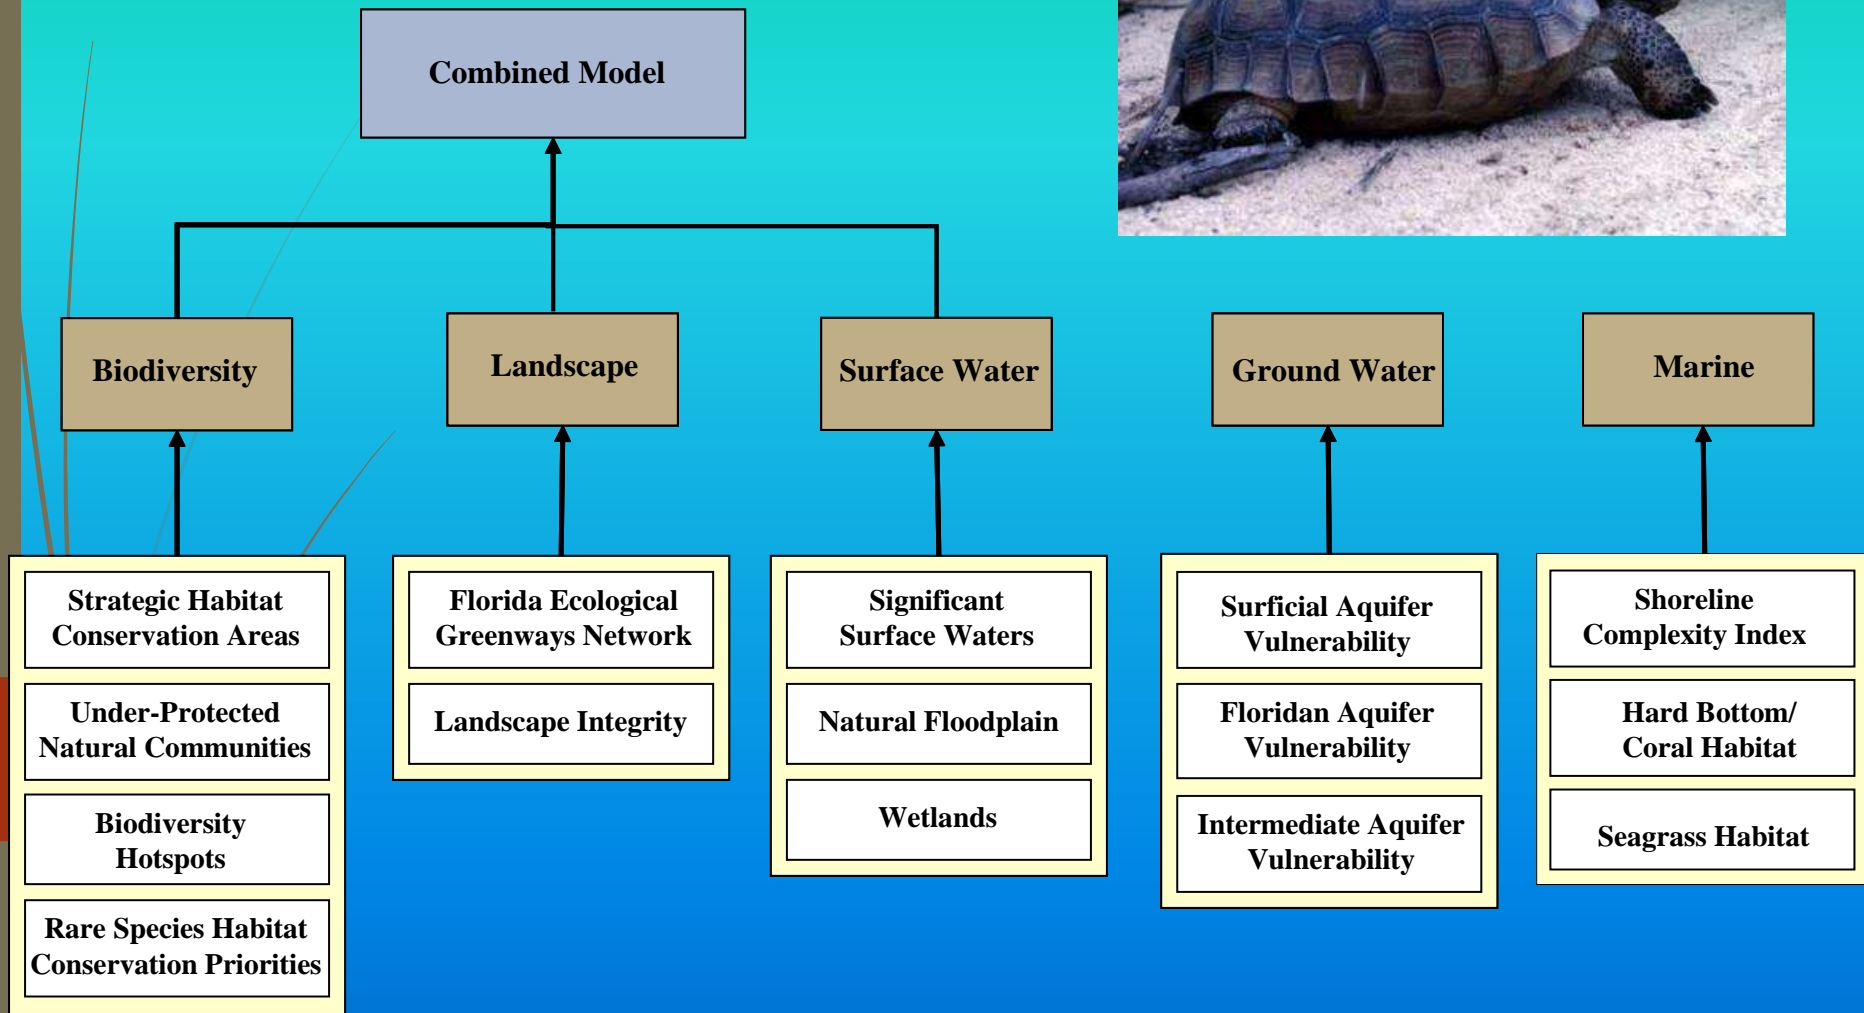 Combined Model
Biodiversity
Landscape
Surface Water
Ground Water
Marine
Strategic Habitat
Conservation Areas
Under-Protected
Natural Communities
Biodiversity
Hotspots
Rare Species Habitat
Conservation Priorities
Florida Ecological
Greenways Network
Landscape Integrity
Significant
Surface Waters
Natural Floodplain
Wetlands
Surficial Aquifer
Vulnerability
Floridan Aquifer
Vulnerability
Intermediate Aquifer
Vulnerability
Shoreline
Complexity Index
Hard Bottom/
Coral Habitat
Seagrass Habitat